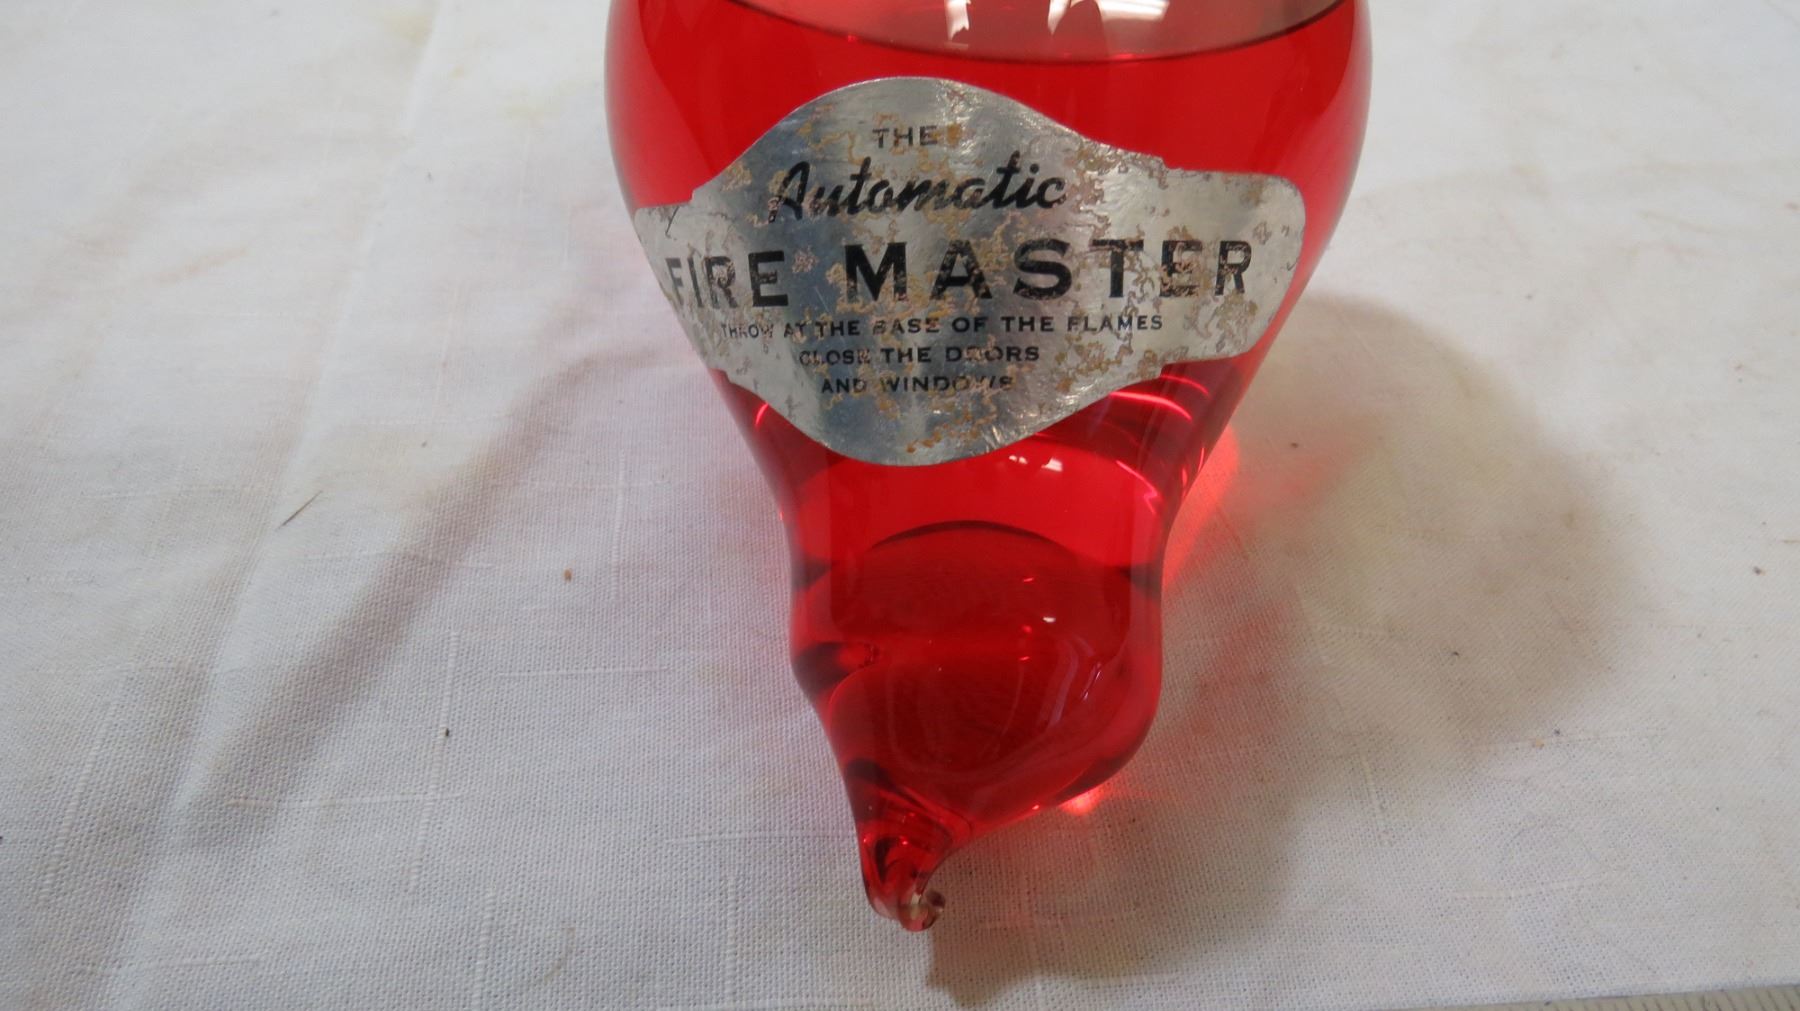 THE
Automatic
FIRE MASTER
THROW AT THE BASE OF THE FLAMES
CLOSE THE DOORS
AND WINDOWS